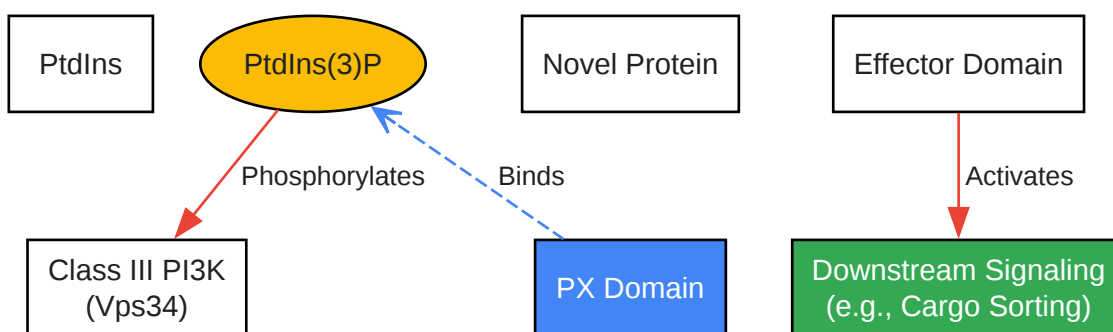 PtdIns
PtdIns(3)P
Novel Protein
Effector Domain
Phosphorylates
Binds
Activates
Class III PI3K
(Vps34)
PX Domain
Downstream Signaling
(e.g., Cargo Sorting)